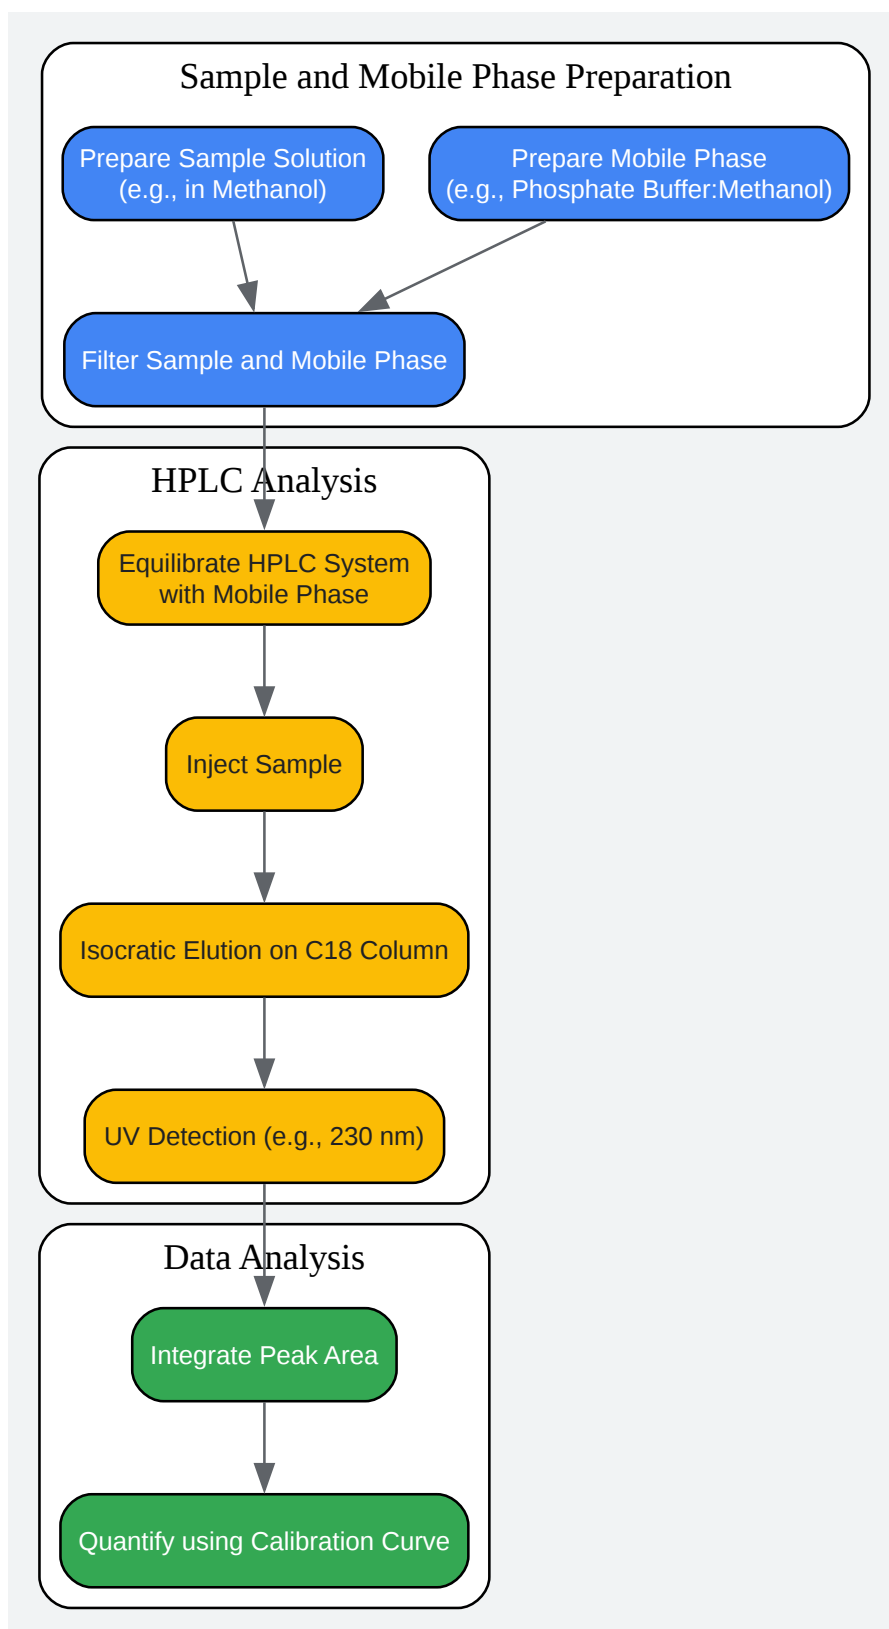 Sample and Mobile Phase Preparation
Prepare Sample Solution
(e.g., in Methanol)
Prepare Mobile Phase
(e.g., Phosphate Buffer:Methanol)
Filter Sample and Mobile Phase
HPLC Analysis
Equilibrate HPLC System
with Mobile Phase
Inject Sample
Isocratic Elution on C18 Column
UV Detection (e.g., 230 nm)
Data Analysis
Integrate Peak Area
Quantify using Calibration Curve